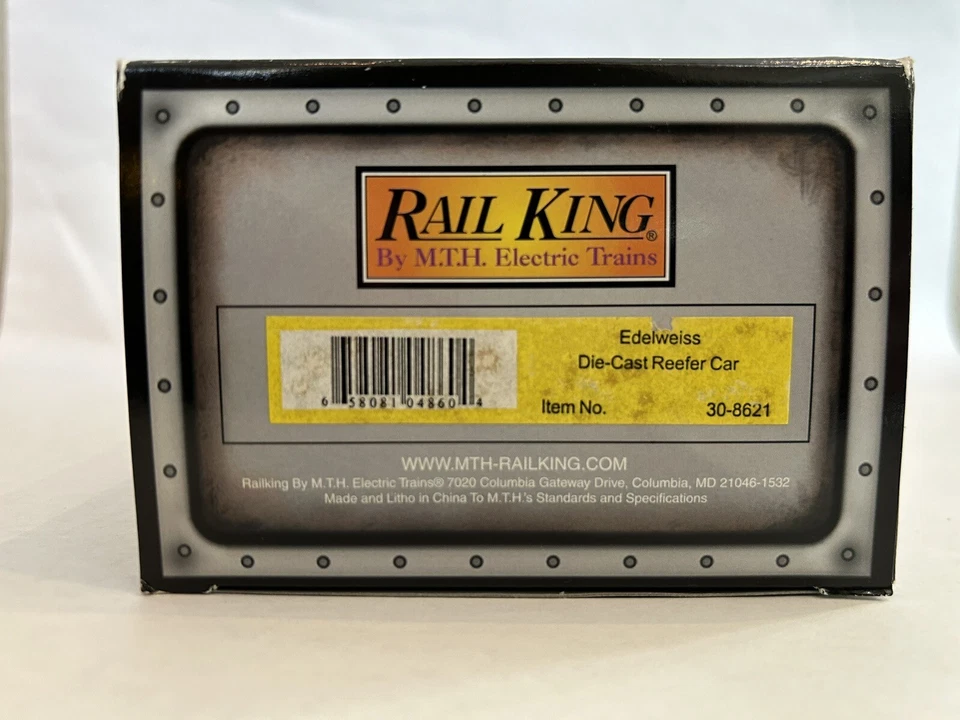 RAIL KING®
By M.T.H. Electric Trains
Edelweiss
Die-Cast Reefer Car
6 58081 04860 4
Item No. 30-8621
WWW.MTH-RAILKING.COM
Railking By M.T.H. Electric Trains® 7020 Columbia Gateway Drive, Columbia, MD 21046-1532
Made and Litho in China To M.T.H.'s Standards and Specifications